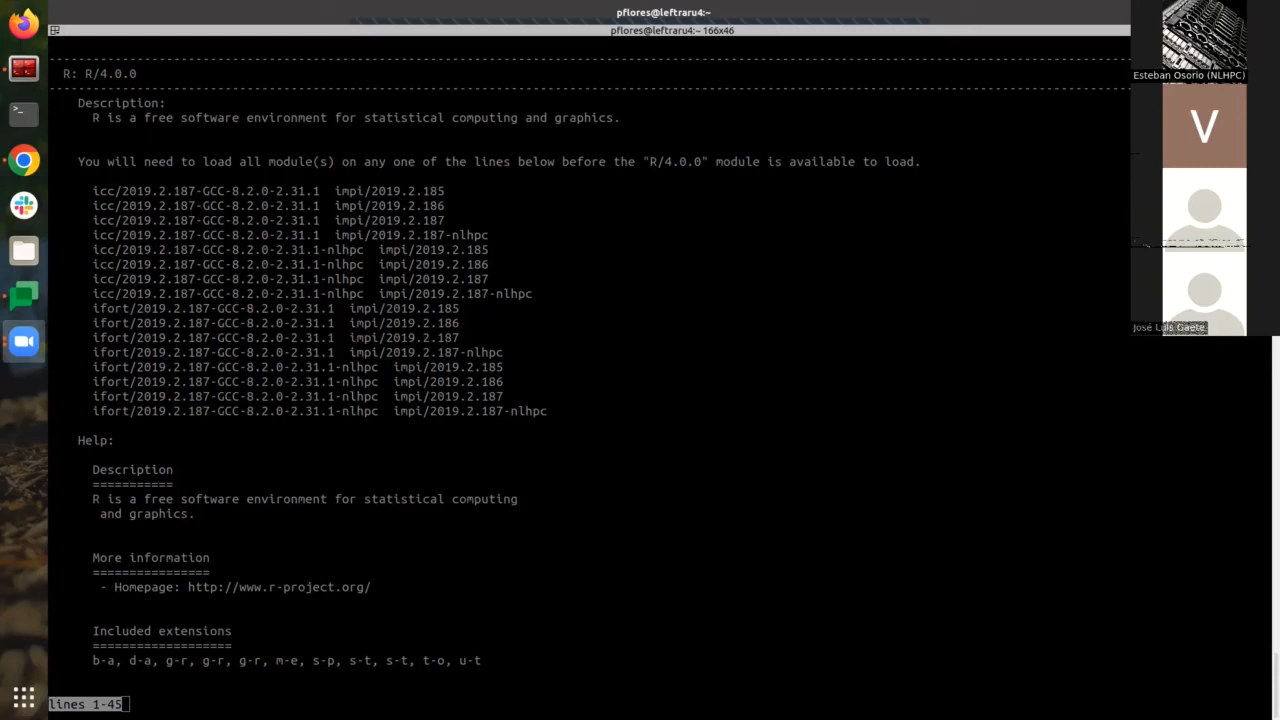 pflores@leftraru4:~
pflores@leftraru4:~ 166x46
R: R/4.0.0
Description:
R is a free software environment for statistical computing and graphics.
You will need to load all module(s) on any one of the lines below before the "R/4.0.0" module is available to load.
icc/2019.2.187-GCC-8.2.0-2.31.1  impi/2019.2.185
icc/2019.2.187-GCC-8.2.0-2.31.1  impi/2019.2.186
icc/2019.2.187-GCC-8.2.0-2.31.1  impi/2019.2.187
icc/2019.2.187-GCC-8.2.0-2.31.1  impi/2019.2.187-nlhpc
icc/2019.2.187-GCC-8.2.0-2.31.1-nlhpc  impi/2019.2.185
icc/2019.2.187-GCC-8.2.0-2.31.1-nlhpc  impi/2019.2.186
icc/2019.2.187-GCC-8.2.0-2.31.1-nlhpc  impi/2019.2.187
icc/2019.2.187-GCC-8.2.0-2.31.1-nlhpc  impi/2019.2.187-nlhpc
ifort/2019.2.187-GCC-8.2.0-2.31.1  impi/2019.2.185
ifort/2019.2.187-GCC-8.2.0-2.31.1  impi/2019.2.186
ifort/2019.2.187-GCC-8.2.0-2.31.1  impi/2019.2.187
ifort/2019.2.187-GCC-8.2.0-2.31.1  impi/2019.2.187-nlhpc
ifort/2019.2.187-GCC-8.2.0-2.31.1-nlhpc  impi/2019.2.185
ifort/2019.2.187-GCC-8.2.0-2.31.1-nlhpc  impi/2019.2.186
ifort/2019.2.187-GCC-8.2.0-2.31.1-nlhpc  impi/2019.2.187
ifort/2019.2.187-GCC-8.2.0-2.31.1-nlhpc  impi/2019.2.187-nlhpc
Help:
Description
===========
R is a free software environment for statistical computing
and graphics.
More information
================
- Homepage: http://www.r-project.org/
Included extensions
===================
b-a, d-a, g-r, g-r, g-r, m-e, s-p, s-t, s-t, t-o, u-t
lines 1-45
Esteban Osorio (NLHPC)
V
José Luis Gaete